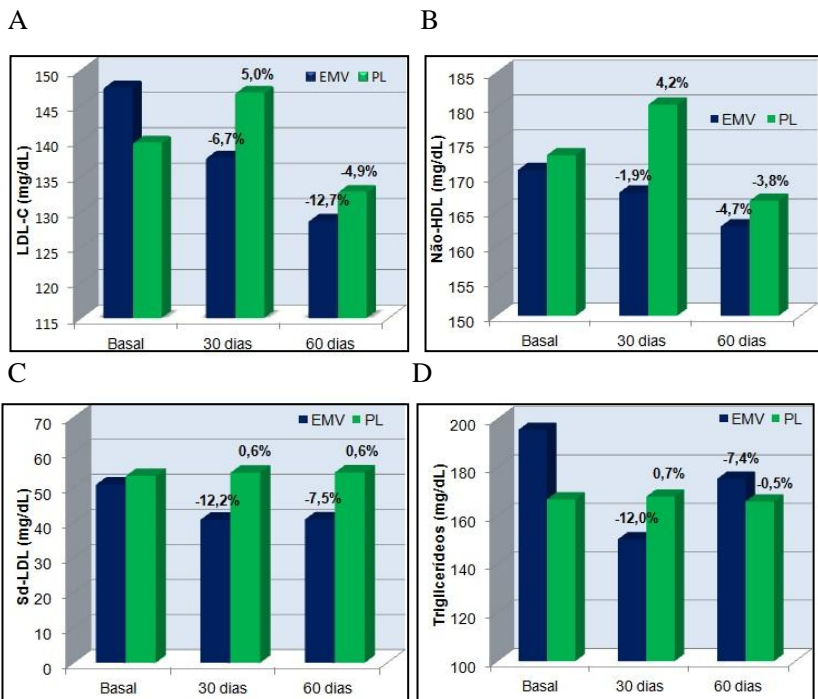 A
B
150
145
140
135
130
125
120
115
LDL-C (mg/dL)
EMV PL
5,0%
-6,7%
-4,9%
-12,7%
Basal 30 dias 60 dias
185
180
175
170
165
160
155
150
Não-HDL (mg/dL)
4,2%
EMV PL
-1,9%
-3,8%
-4,7%
Basal 30 dias 60 dias
C
D
70
60
50
40
30
20
10
0
Sd-LDL (mg/dL)
EMV PL
0,6% 0,6%
-12,2% -7,5%
Basal 30 dias 60 dias
200
180
160
140
120
100
Triglicerídeos (mg/dL)
EMV PL
-7,4%
0,7% -0,5%
-12,0%
Basal 30 dias 60 dias